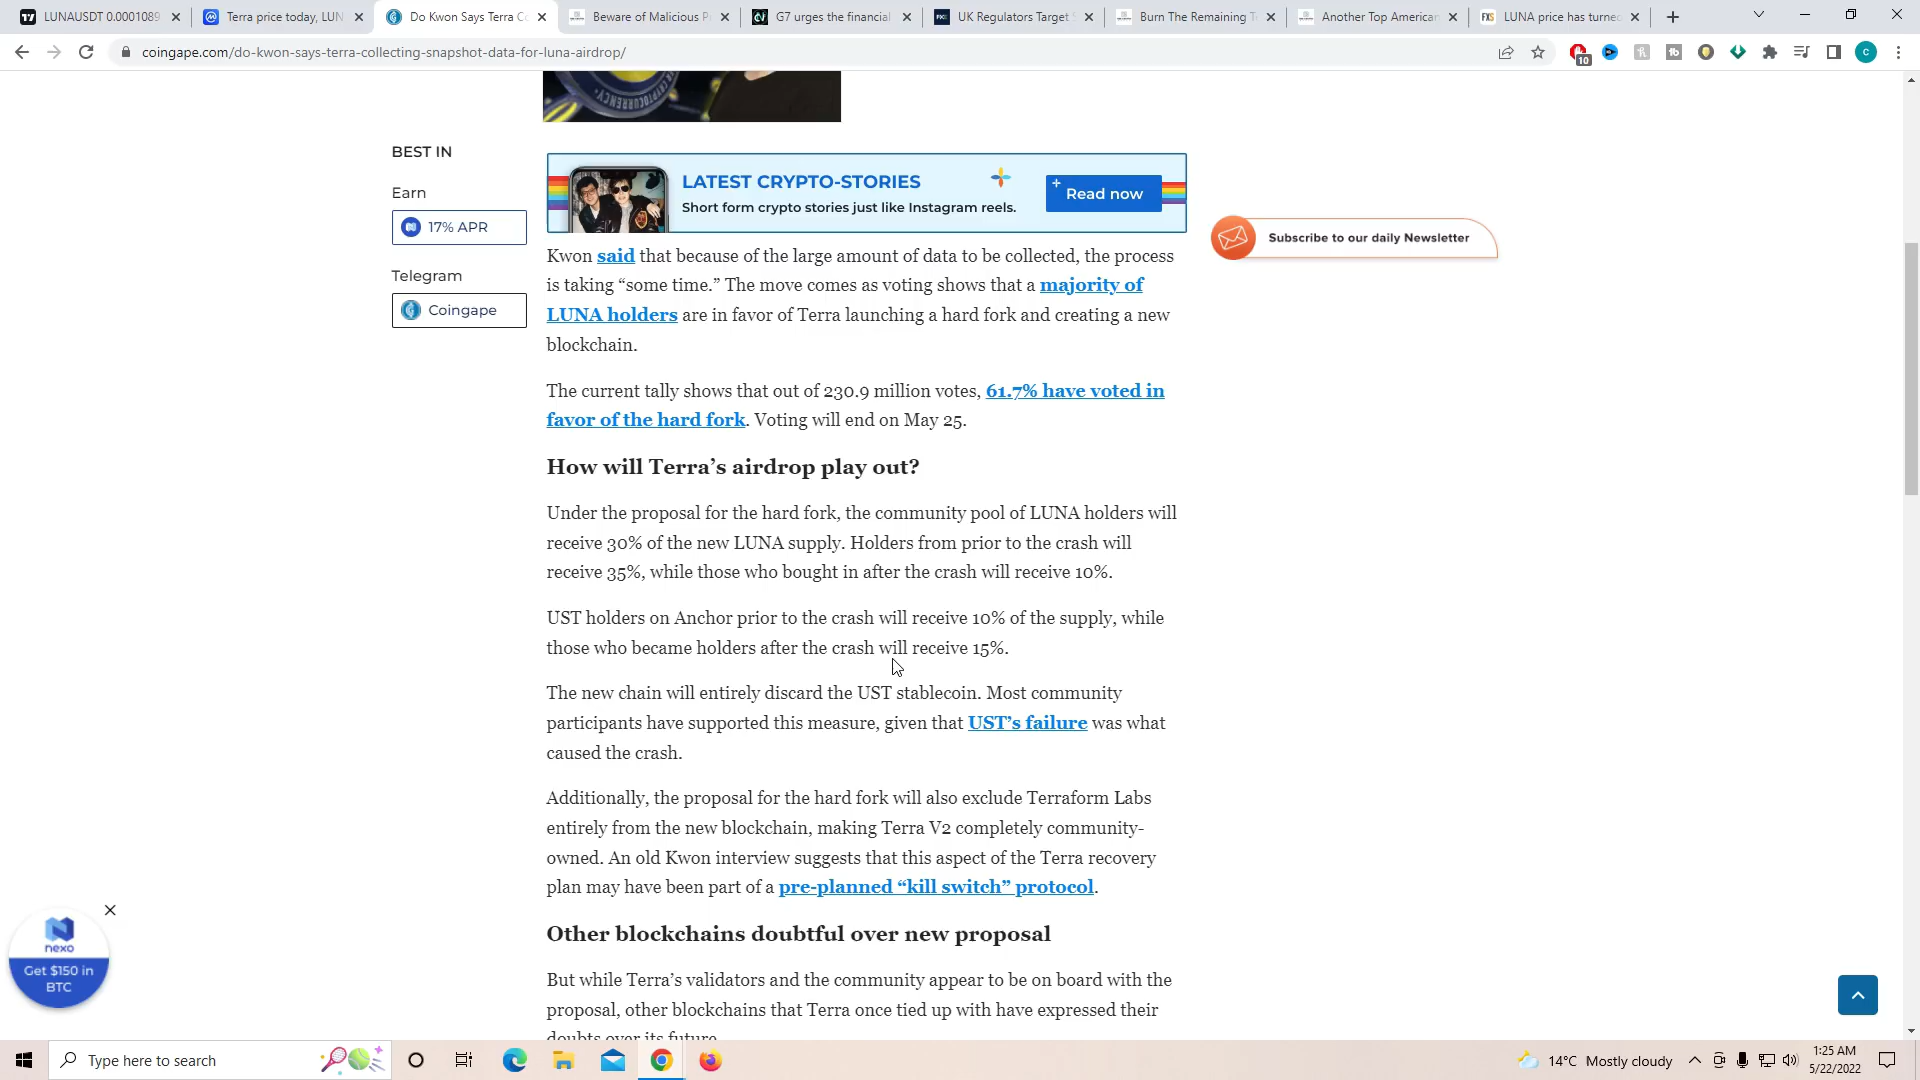 LUNAUSDT 0.0001089
Terra price today, LUN
Do Kwon Says Terra Co
Beware of Malicious P
G7 urges the financial
UK Regulators Target S
Burn The Remaining T
Another Top American
LUNA price has turned
coingape.com/do-kwon-says-terra-collecting-snapshot-data-for-luna-airdrop/
10
C
CRYPTOCURRENCY
BEST IN
Earn
17% APR
Telegram
Coingape
LATEST CRYPTO-STORIES
Short form crypto stories just like Instagram reels.
Read now
Subscribe to our daily Newsletter
Kwon said that because of the large amount of data to be collected, the process
is taking “some time.” The move comes as voting shows that a majority of
LUNA holders are in favor of Terra launching a hard fork and creating a new
blockchain.
The current tally shows that out of 230.9 million votes, 61.7% have voted in
favor of the hard fork. Voting will end on May 25.
How will Terra’s airdrop play out?
Under the proposal for the hard fork, the community pool of LUNA holders will
receive 30% of the new LUNA supply. Holders from prior to the crash will
receive 35%, while those who bought in after the crash will receive 10%.
UST holders on Anchor prior to the crash will receive 10% of the supply, while
those who became holders after the crash will receive 15%.
The new chain will entirely discard the UST stablecoin. Most community
participants have supported this measure, given that UST’s failure was what
caused the crash.
Additionally, the proposal for the hard fork will also exclude Terraform Labs
entirely from the new blockchain, making Terra V2 completely community-
owned. An old Kwon interview suggests that this aspect of the Terra recovery
plan may have been part of a pre-planned “kill switch” protocol.
Other blockchains doubtful over new proposal
But while Terra’s validators and the community appear to be on board with the
proposal, other blockchains that Terra once tied up with have expressed their
doubts over its future.
nexo
Get $150 in
BTC
Type here to search
14°C Mostly cloudy
1:25 AM
5/22/2022